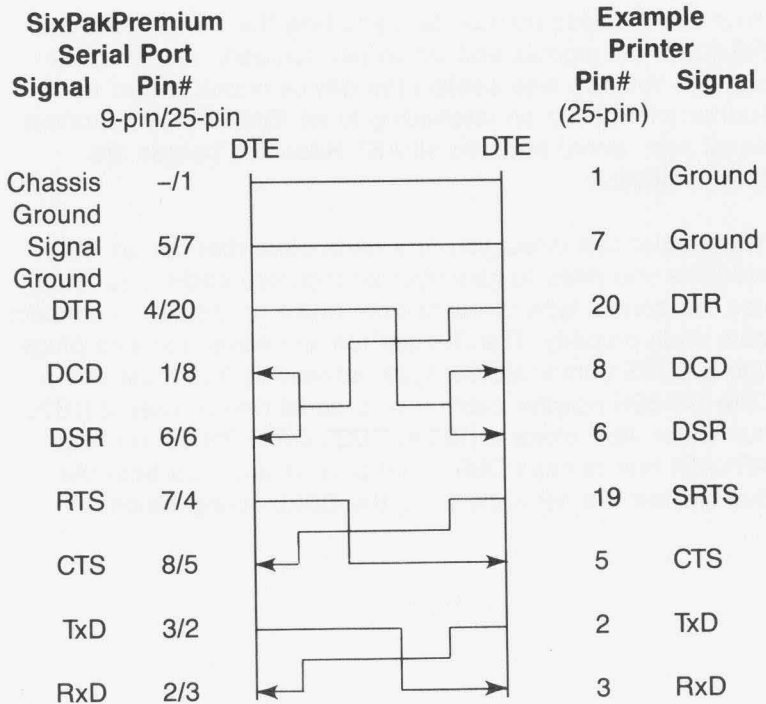 SixPakPremium Example
Serial Port Printer
Signal Pin# Pin# Signal
9-pin/25-pin (25-pin)
DTE DTE
Chassis –/1 1 Ground
Ground
Signal 5/7 7 Ground
Ground
DTR 4/20 20 DTR
DCD 1/8 8 DCD
DSR 6/6 6 DSR
RTS 7/4 19 SRTS
CTS 8/5 5 CTS
TxD 3/2 2 TxD
RxD 2/3 3 RxD